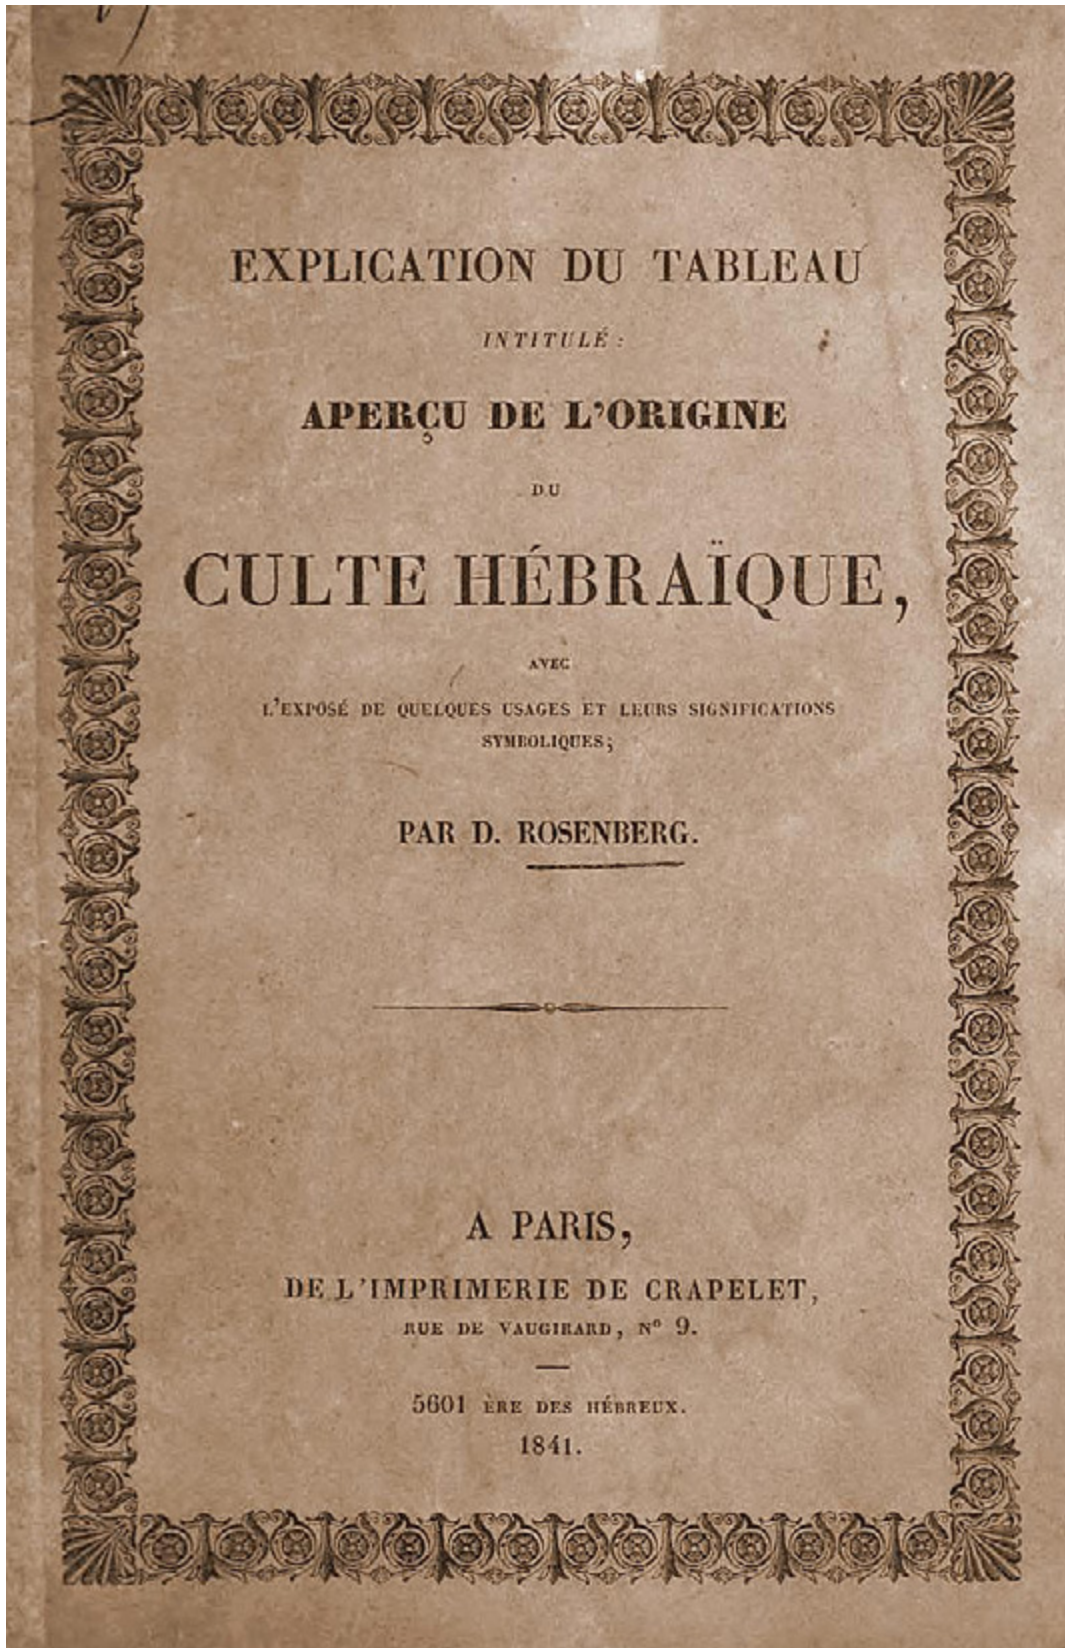 EXPLICATION DU TABLEAU
INTITULÉ :
APERÇU DE L'ORIGINE
DU
CULTE HÉBRAÏQUE,
AVEC
L'EXPOSÉ DE QUELQUES USAGES ET LEURS SIGNIFICATIONS
SYMBOLIQUES ;
PAR D. ROSENBERG.
A PARIS,
DE L'IMPRIMERIE DE CRAPELET,
RUE DE VAUGIRARD, N° 9.
5601 ÈRE DES HÉBREUX.
1841.